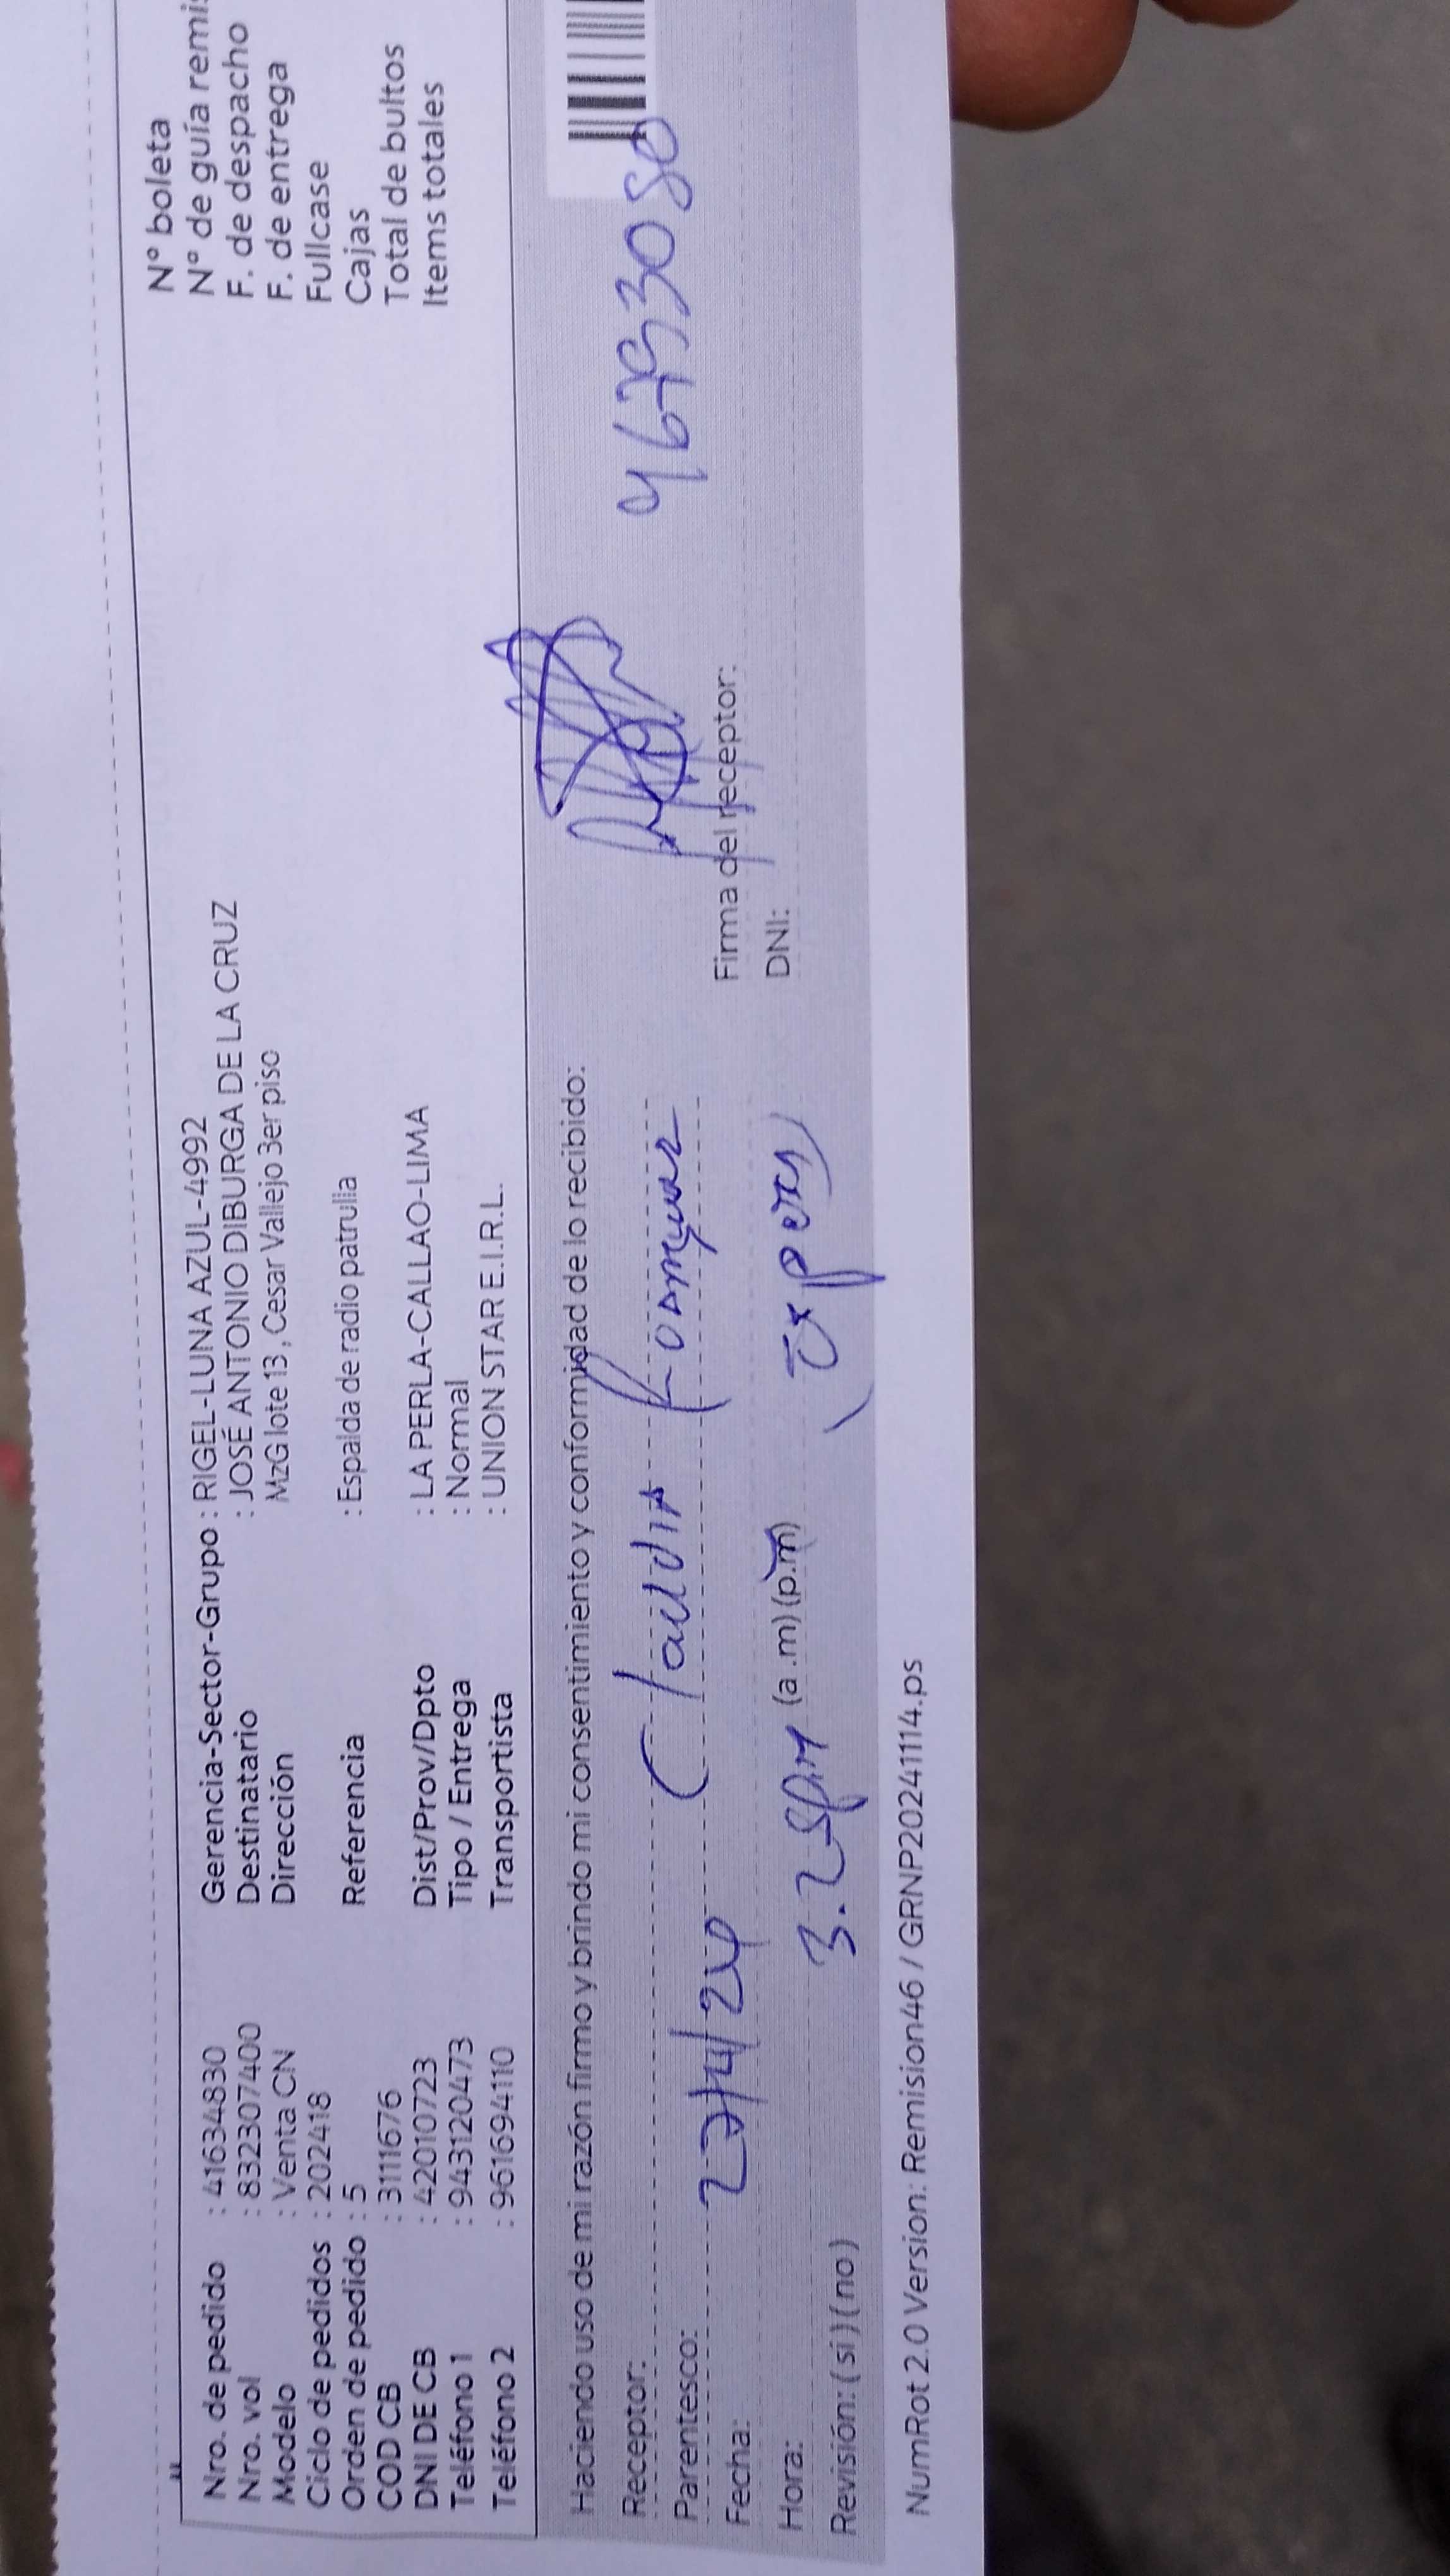 Nro. de pedido : 41634830
Nro. vol : 832307400
Modelo : Venta CN
Ciclo de pedidos : 202418
Orden de pedido : 5
COD CB : 3111676
DNI DE CB : 42010723
Teléfono 1 : 943120473
Teléfono 2 : 961694110
Gerencia-Sector-Grupo : RIGEL-LUNA AZUL-4992
Destinatario : JOSÉ ANTONIO DIBURGA DE LA CRUZ
Dirección : MzG lote 13 , Cesar Vallejo 3er piso
Referencia : Espalda de radio patrulla
Dist/Prov/Dpto : LA PERLA-CALLAO-LIMA
Tipo / Entrega : Normal
Transportista : UNION STAR E.I.R.L.
N° boleta
N° de guía remis
F. de despacho
F. de entrega
Fullcase
Cajas
Total de bultos
Items totales
Haciendo uso de mi razón firmo y brindo mi consentimiento y conformidad de lo recibido:
Receptor: Claudia
Parentesco:
Fecha:
Hora: 3.25pm (a .m) (p.m)
Revisión: ( si ) ( no )
Firma del receptor:
DNI:
NumRot 2.0 Version: Remision46 / GRNP20241114.ps